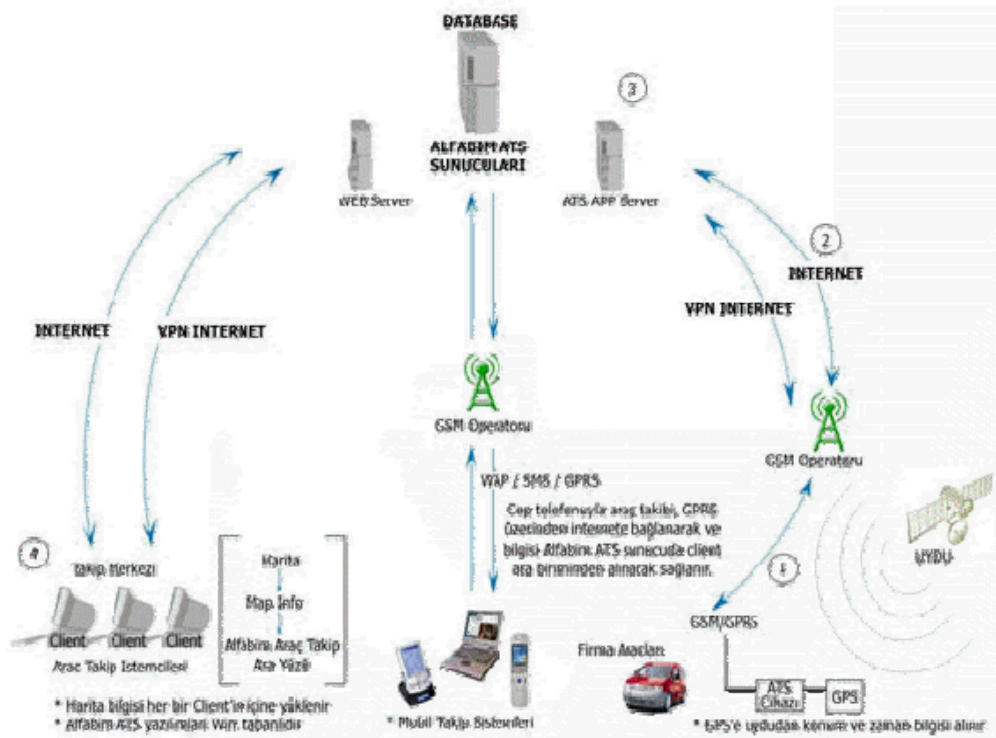 DATABASE
3
ALFABİM ATS
SUNUCULARI
WEB Server
ATS APP Server
2
INTERNET
VPN INTERNET
INTERNET
VPN INTERNET
GSM Operatoru
GSM Operatoru
WAP / SMS / GPRS
Cep telefonuyla araç takibi, GPRS
üzerinden internete bağlanarak ve
bilgisi Alfabim ATS sunucuda client
ara biriminden alınacak sağlanır.
UYDU
4
Takip Merkezi
Harita
Map Info
Alfabim Araç Takip
Ara Yüzü
1
GSM/GPRS
Client
Client
Client
Araç Takip İstemcileri
Firma Araçları
ATS
Cihazı
GPS
* Harita bilgisi her bir Client'in içine yüklenir
* Alfabim ATS yazılımları Win tabanlıdır
* Mobil Takip Sistemleri
* GPS'e uydudan konum ve zaman bilgisi alınır